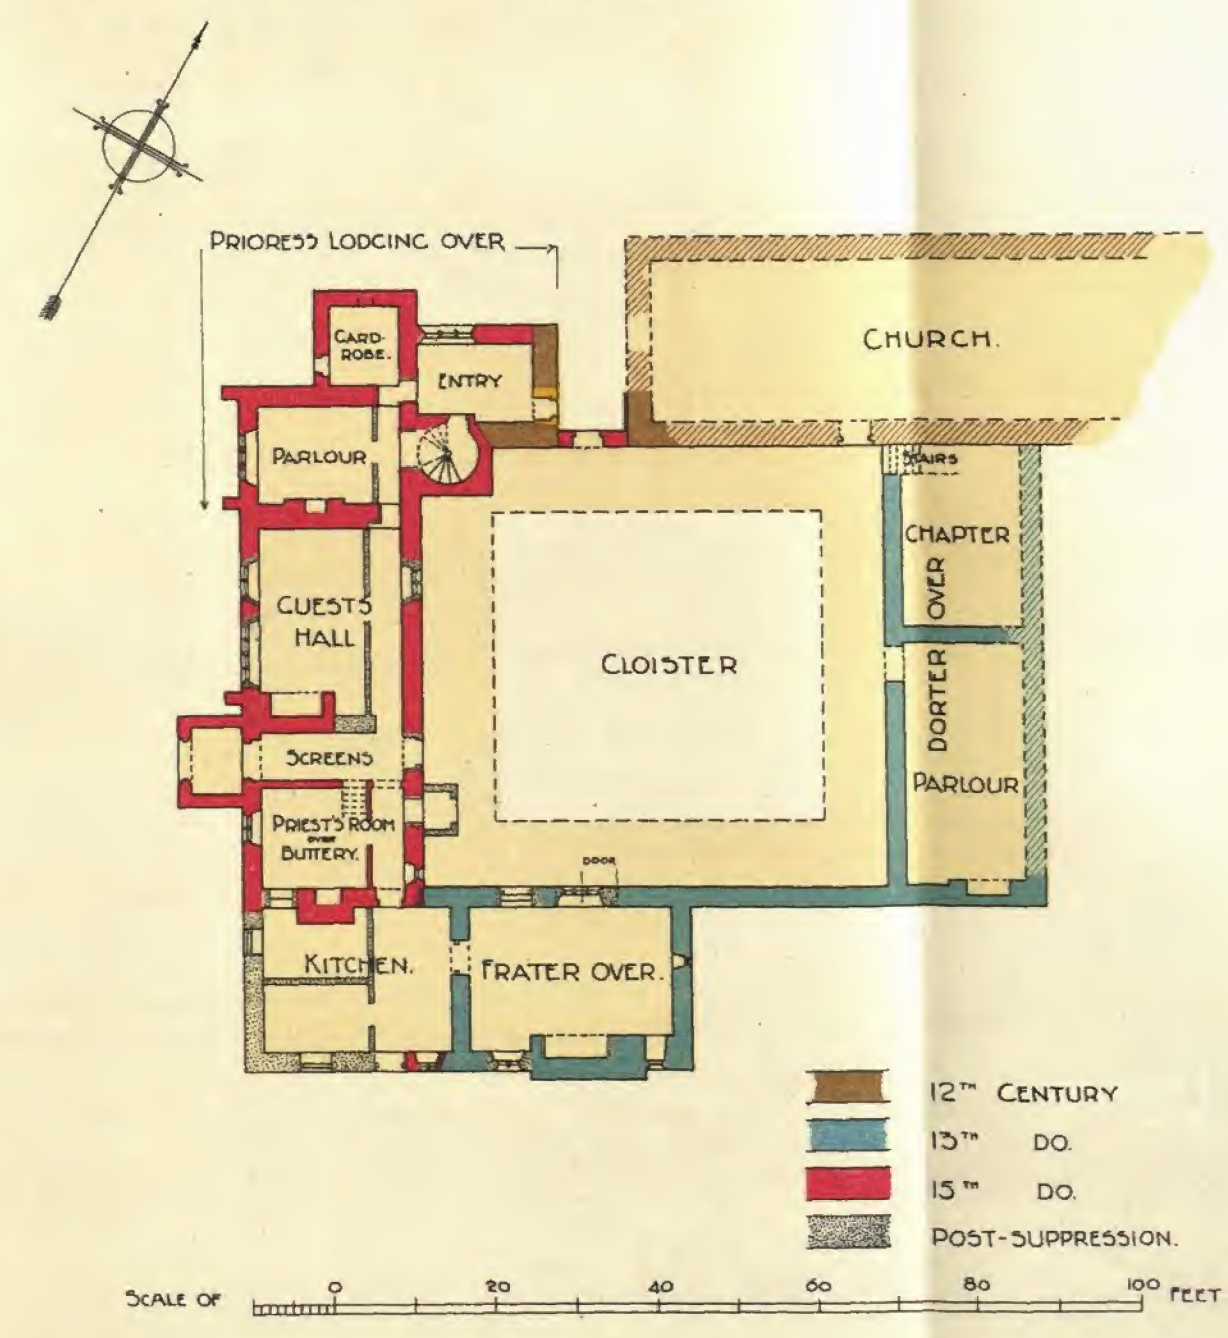 PRIORESS LODGING OVER
CHURCH.
GARD-
ROBE.
ENTRY
PARLOUR
STAIRS
CHAPTER
GUESTS
HALL
CLOISTER
DORTER OVER
SCREENS
PARLOUR
PRIEST'S ROOM
OVER
BUTTERY.
DOOR
KITCHEN.
FRATER OVER.
12TH CENTURY
13TH DO.
15TH DO.
POST-SUPPRESSION.
SCALE OF 0 20 40 60 80 100 FEET